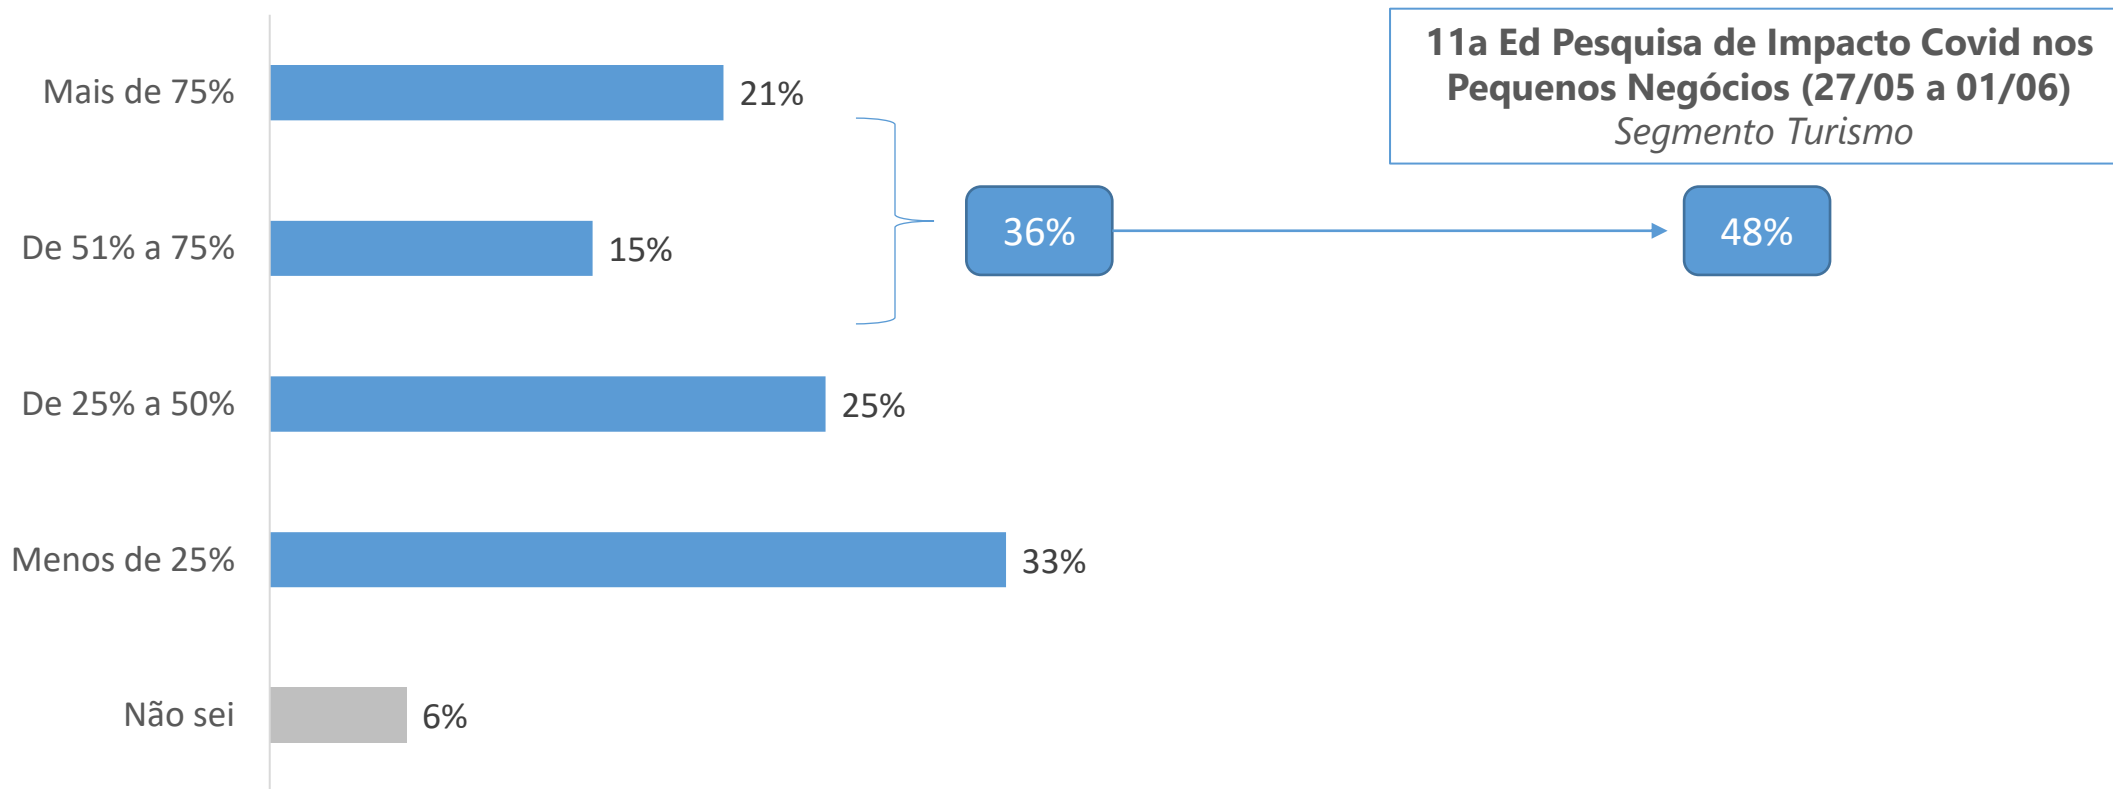 11a Ed Pesquisa de Impacto Covid nos
Pequenos Negócios (27/05 a 01/06)
Segmento Turismo
Mais de 75%
21%
De 51% a 75%
15%
36%
48%
De 25% a 50%
25%
Menos de 25%
33%
Não sei
6%